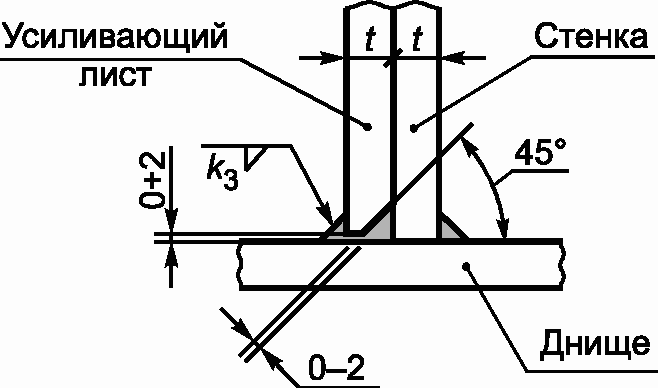 Усиливающий
лист
t
t
Стенка
0+2
k3
45°
0–2
Днище